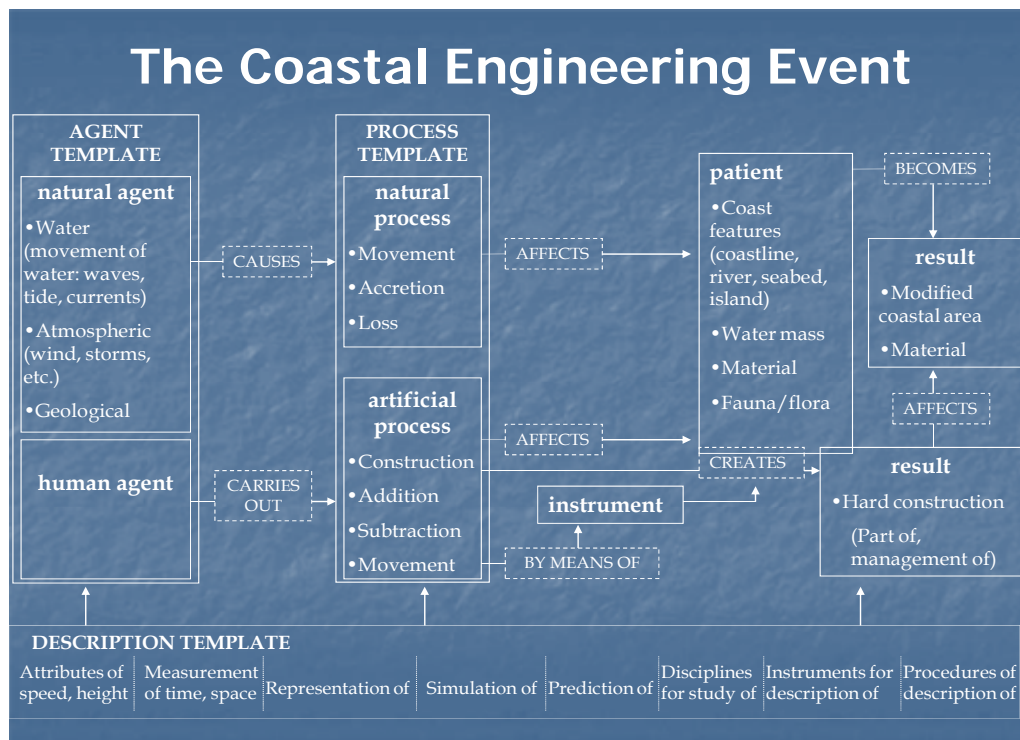 The Coastal Engineering Event
AGENT
TEMPLATE
natural agent
•Water
(movement of
water: waves,
tide, currents)
•Atmospheric
(wind, storms,
etc.)
•Geological
human agent
CAUSES
CARRIES
OUT
PROCESS
TEMPLATE
natural
process
•Movement
•Accretion
•Loss
artificial
process
•Construction
•Addition
•Subtraction
•Movement
AFFECTS
AFFECTS
instrument
BY MEANS OF
patient
•Coast
features
(coastline,
river, seabed,
island)
•Water mass
•Material
•Fauna/flora
CREATES
BECOMES
result
•Modified
coastal area
•Material
AFFECTS
result
•Hard construction
(Part of,
management of)
DESCRIPTION TEMPLATE
Attributes of
speed, height
Measurement
of time, space
Representation of
Simulation of
Prediction of
Disciplines
for study of
Instruments for
description of
Procedures of
description of